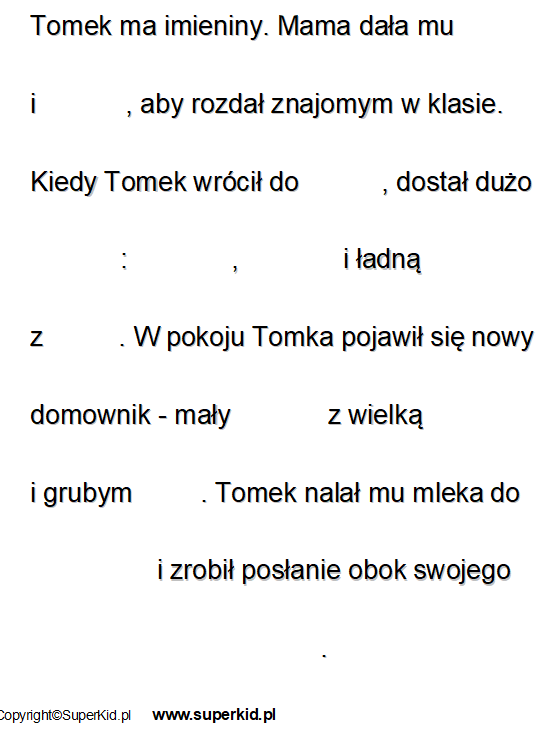 Tomek ma imieniny. Mama dała mu
i , aby rozdał znajomym w klasie.
Kiedy Tomek wrócił do , dostał dużo
: , i ładną
z . W pokoju Tomka pojawił się nowy
domownik - mały z wielką
i grubym . Tomek nalał mu mleka do
i zrobił posłanie obok swojego
.
Copyright©SuperKid.pl www.superkid.pl